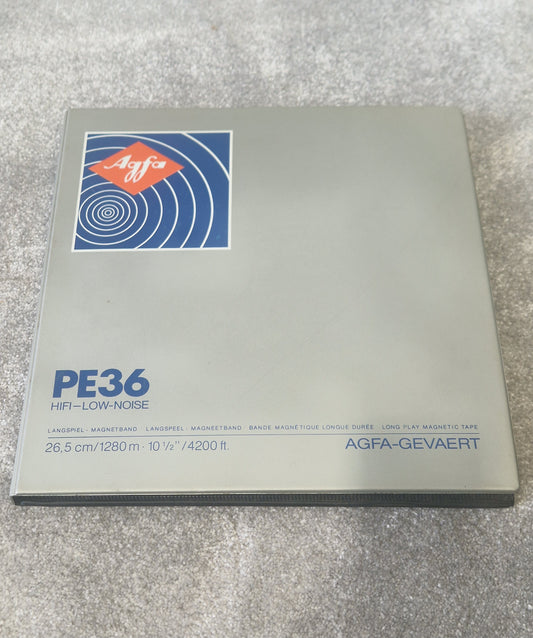 Agfa
PE36
HIFI–LOW-NOISE
LANGSPIEL - MAGNETBAND · LANGSPEEL - MAGNEETBAND · BANDE MAGNÉTIQUE LONGUE DURÉE · LONG PLAY MAGNETIC TAPE
26,5 cm/1280 m · 10 ½"/4200 ft. AGFA-GEVAERT